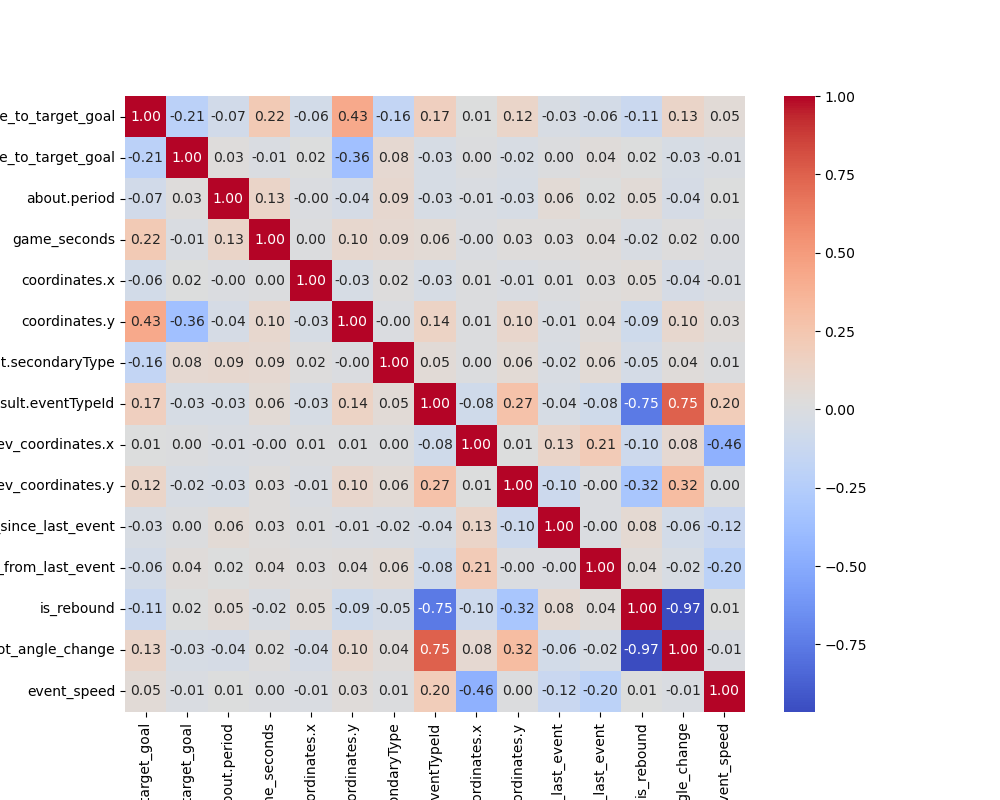 e_to_target_goal 1.00 -0.21 -0.07 0.22 -0.06 0.43 -0.16 0.17 0.01 0.12 -0.03 -0.06 -0.11 0.13 0.05
e_to_target_goal -0.21 1.00 0.03 -0.01 0.02 -0.36 0.08 -0.03 0.00 -0.02 0.00 0.04 0.02 -0.03 -0.01
about.period -0.07 0.03 1.00 0.13 -0.00 -0.04 0.09 -0.03 -0.01 -0.03 0.06 0.02 0.05 -0.04 0.01
game_seconds 0.22 -0.01 0.13 1.00 0.00 0.10 0.09 0.06 -0.00 0.03 0.03 0.04 -0.02 0.02 0.00
coordinates.x -0.06 0.02 -0.00 0.00 1.00 -0.03 0.02 -0.03 0.01 -0.01 0.01 0.03 0.05 -0.04 -0.01
coordinates.y 0.43 -0.36 -0.04 0.10 -0.03 1.00 -0.00 0.14 0.01 0.10 -0.01 0.04 -0.09 0.10 0.03
t.secondaryType -0.16 0.08 0.09 0.09 0.02 -0.00 1.00 0.05 0.00 0.06 -0.02 0.06 -0.05 0.04 0.01
sult.eventTypeId 0.17 -0.03 -0.03 0.06 -0.03 0.14 0.05 1.00 -0.08 0.27 -0.04 -0.08 -0.75 0.75 0.20
ev_coordinates.x 0.01 0.00 -0.01 -0.00 0.01 0.01 0.00 -0.08 1.00 0.01 0.13 0.21 -0.10 0.08 -0.46
ev_coordinates.y 0.12 -0.02 -0.03 0.03 -0.01 0.10 0.06 0.27 0.01 1.00 -0.10 -0.00 -0.32 0.32 0.00
_since_last_event -0.03 0.00 0.06 0.03 0.01 -0.01 -0.02 -0.04 0.13 -0.10 1.00 -0.00 0.08 -0.06 -0.12
_from_last_event -0.06 0.04 0.02 0.04 0.03 0.04 0.06 -0.08 0.21 -0.00 -0.00 1.00 0.04 -0.02 -0.20
is_rebound -0.11 0.02 0.05 -0.02 0.05 -0.09 -0.05 -0.75 -0.10 -0.32 0.08 0.04 1.00 -0.97 0.01
ot_angle_change 0.13 -0.03 -0.04 0.02 -0.04 0.10 0.04 0.75 0.08 0.32 -0.06 -0.02 -0.97 1.00 -0.01
event_speed 0.05 -0.01 0.01 0.00 -0.01 0.03 0.01 0.20 -0.46 0.00 -0.12 -0.20 0.01 -0.01 1.00
target_goal
target_goal
bout.period
ne_seconds
ordinates.x
ordinates.y
ondaryType
eventTypeId
ordinates.x
ordinates.y
_last_event
_last_event
is_rebound
gle_change
vent_speed
1.00
0.75
0.50
0.25
0.00
−0.25
−0.50
−0.75